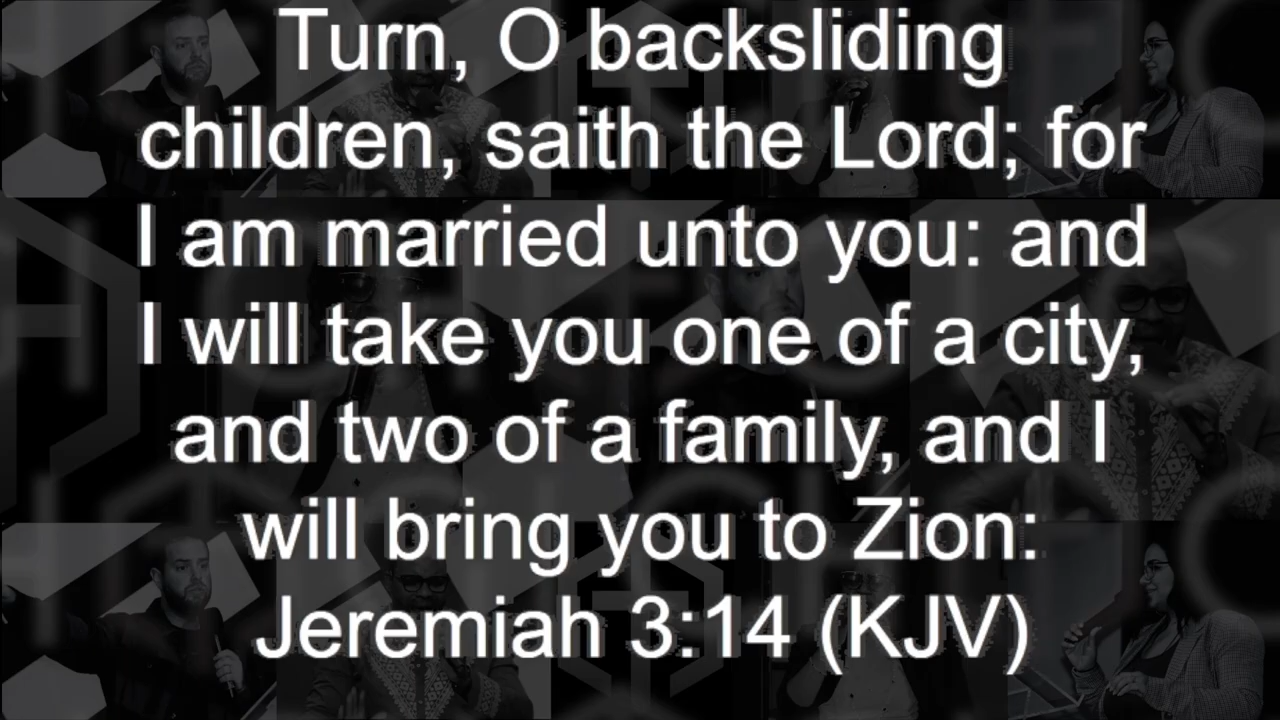 Turn, O backsliding
children, saith the Lord; for
I am married unto you: and
I will take you one of a city,
and two of a family, and I
will bring you to Zion:
Jeremiah 3:14 (KJV)